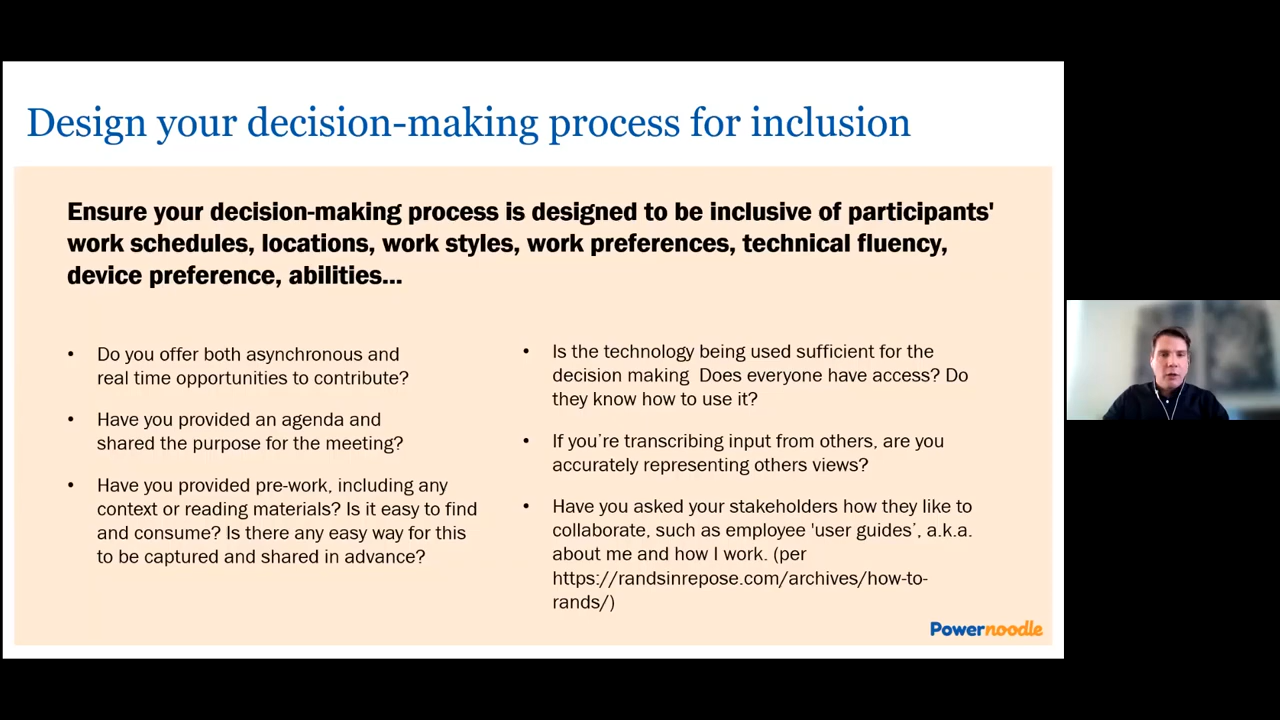 Design your decision-making process for inclusion
Ensure your decision-making process is designed to be inclusive of participants'
work schedules, locations, work styles, work preferences, technical fluency,
device preference, abilities...
• Do you offer both asynchronous and
real time opportunities to contribute?
• Have you provided an agenda and
shared the purpose for the meeting?
• Have you provided pre-work, including any
context or reading materials? Is it easy to find
and consume? Is there any easy way for this
to be captured and shared in advance?
• Is the technology being used sufficient for the
decision making  Does everyone have access? Do
they know how to use it?
• If you’re transcribing input from others, are you
accurately representing others views?
• Have you asked your stakeholders how they like to
collaborate, such as employee 'user guides’, a.k.a.
about me and how I work. (per
https://randsinrepose.com/archives/how-to-
rands/)
Powernoodle